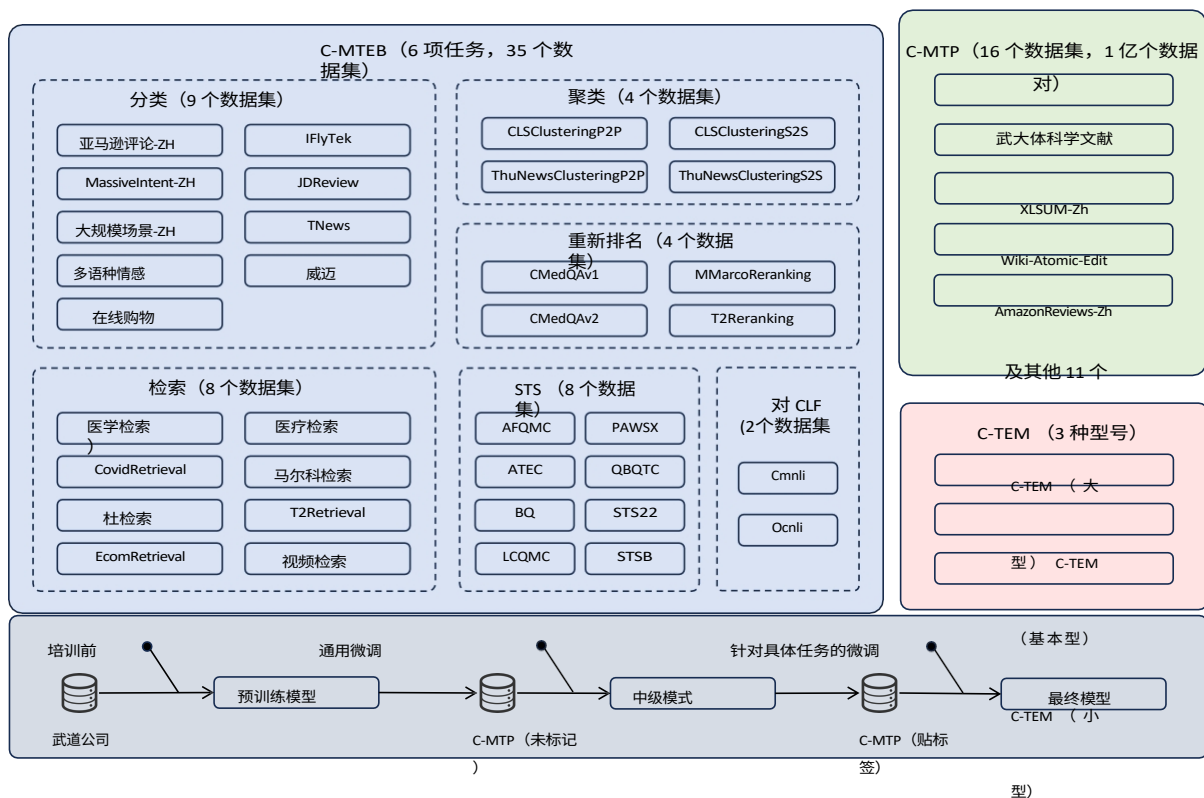 C-MTEB（6 项任务，35 个数
据集）
分类（9 个数据集）
亚马逊评论-ZH
IFlyTek
MassiveIntent-ZH
JDReview
大规模场景-ZH
TNews
多语种情感
威迈
在线购物
聚类（4 个数据集）
CLSClusteringP2P
CLSClusteringS2S
ThuNewsClusteringP2P
ThuNewsClusteringS2S
重新排名（4 个数据
集）
CMedQAv1
MMarcoReranking
CMedQAv2
T2Reranking
检索（8 个数据集）
医学检索
）
医疗检索
CovidRetrieval
马尔科检索
杜检索
T2Retrieval
EcomRetrieval
视频检索
STS（8 个数据
集）
AFQMC
PAWSX
ATEC
QBQTC
BQ
STS22
LCQMC
STSB
对 CLF
(2个数据集
Cmnli
Ocnli
C-MTP（16 个数据集，1 亿个数据
对）
武大体科学文献
XLSUM-Zh
Wiki-Atomic-Edit
AmazonReviews-Zh
及其他 11 个
C-TEM （3 种型号）
C-TEM （ 大
型） C-TEM
（基本型）
C-TEM （ 小
型）
培训前
通用微调
针对具体任务的微调
预训练模型
中级模式
最终模型
武道公司
C-MTP（未标记
）
C-MTP（贴标
签）